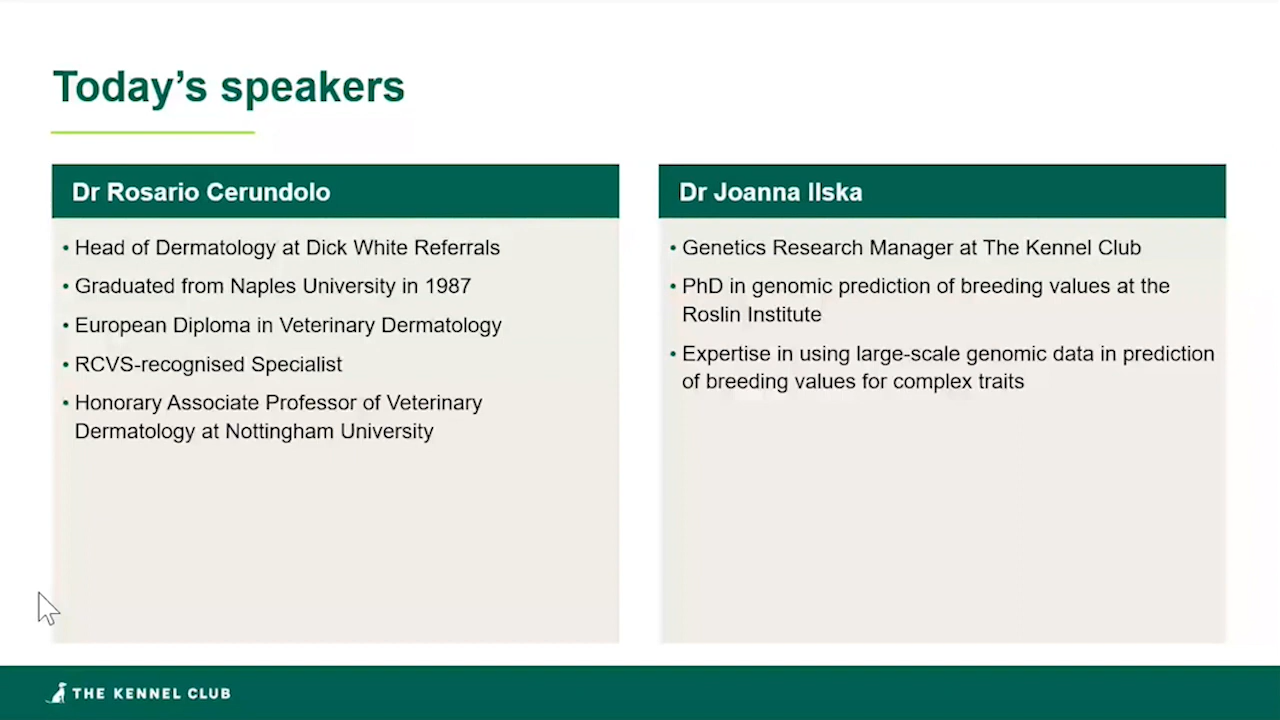 Today's speakers
Dr Rosario Cerundolo
• Head of Dermatology at Dick White Referrals
• Graduated from Naples University in 1987
• European Diploma in Veterinary Dermatology
• RCVS-recognised Specialist
• Honorary Associate Professor of Veterinary
Dermatology at Nottingham University
Dr Joanna Ilska
• Genetics Research Manager at The Kennel Club
• PhD in genomic prediction of breeding values at the
Roslin Institute
• Expertise in using large-scale genomic data in prediction
of breeding values for complex traits
THE KENNEL CLUB